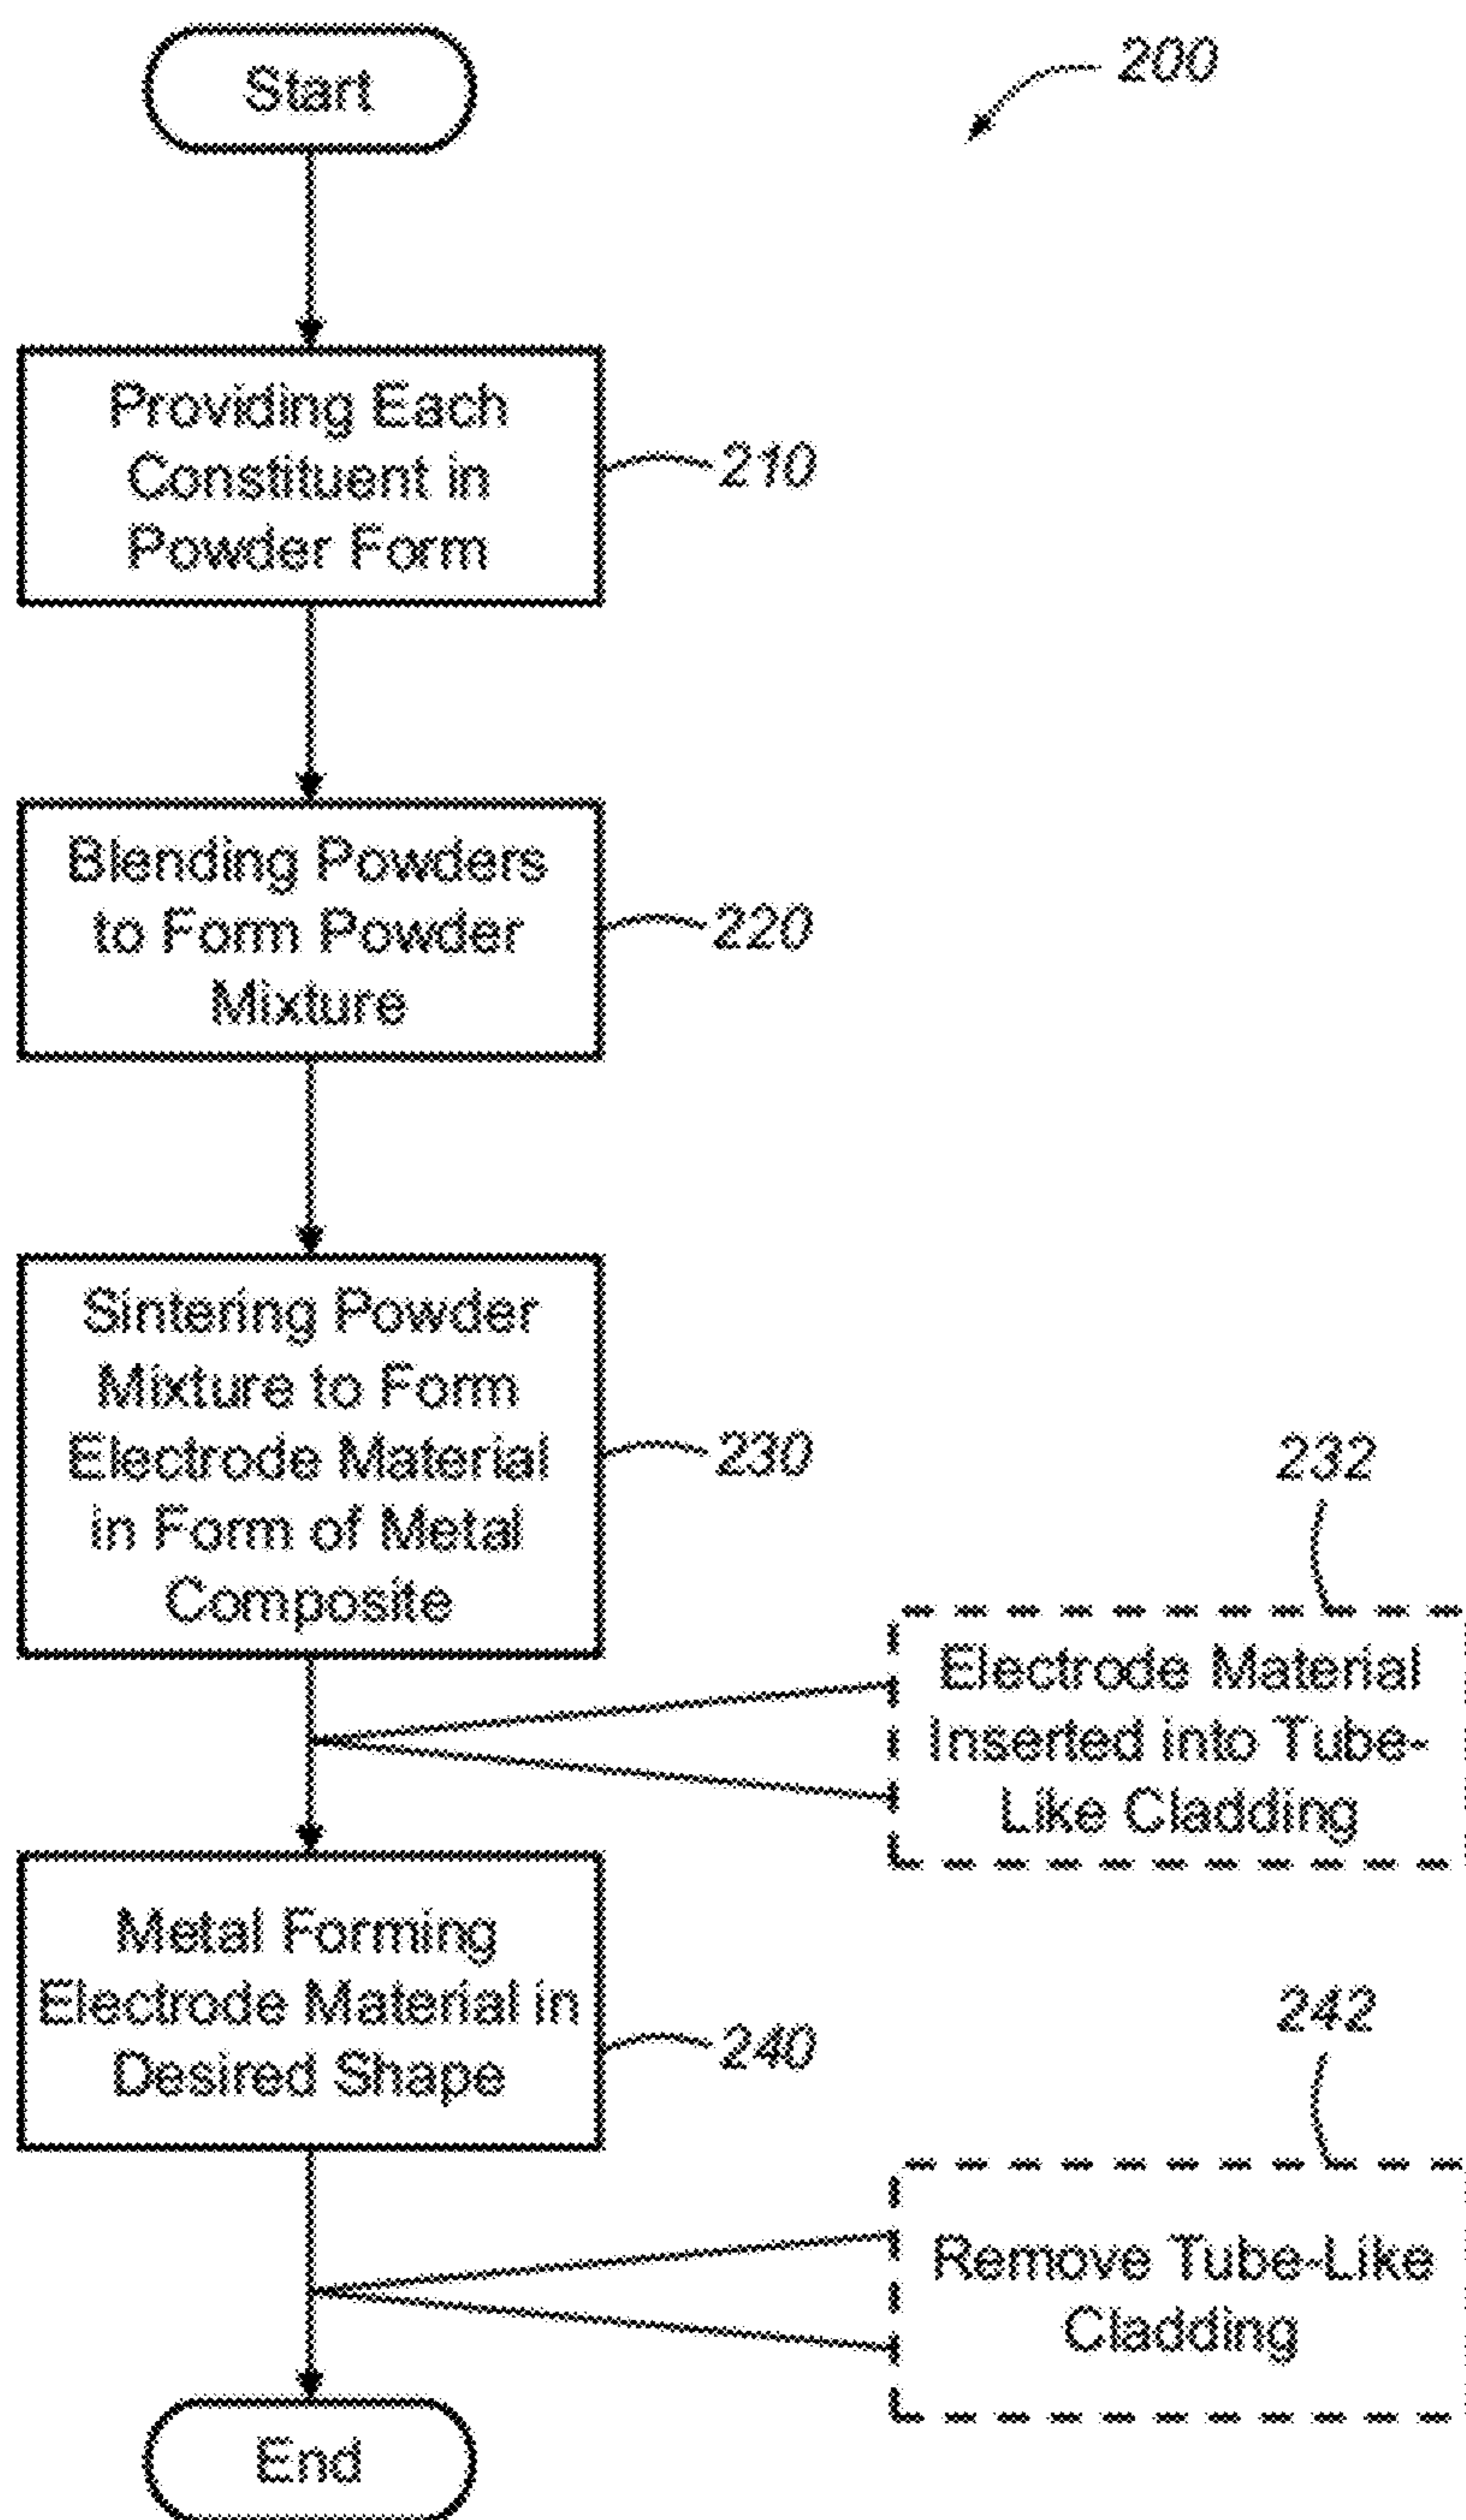 Start
200
Providing Each
Constituent in
Powder Form
210
Blending Powders
to Form Powder
Mixture
220
Sintering Powder
Mixture to Form
Electrode Material
in Form of Metal
Composite
230
232
Electrode Material
Inserted into Tube-
Like Cladding
Metal Forming
Electrode Material in
Desired Shape
240
242
Remove Tube-Like
Cladding
End